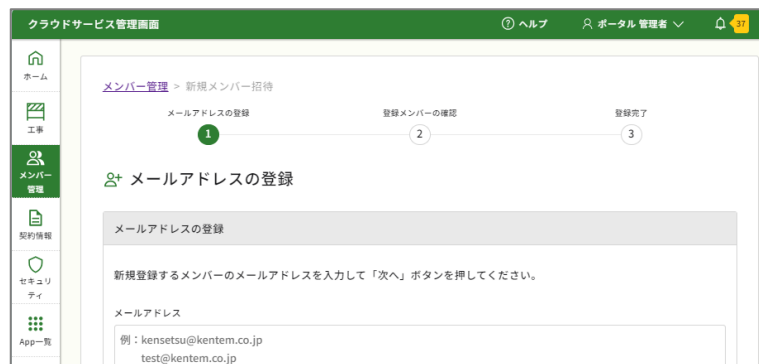 クラウドサービス管理画面
ヘルプ
ポータル 管理者
37
ホーム
工事
メンバー
管理
契約情報
セキュリ
ティ
App一覧
メンバー管理 > 新規メンバー招待
メールアドレスの登録
登録メンバーの確認
登録完了
1
2
3
メールアドレスの登録
メールアドレスの登録
新規登録するメンバーのメールアドレスを入力して「次へ」ボタンを押してください。
メールアドレス
例：kensetsu@kentem.co.jp
test@kentem.co.jp